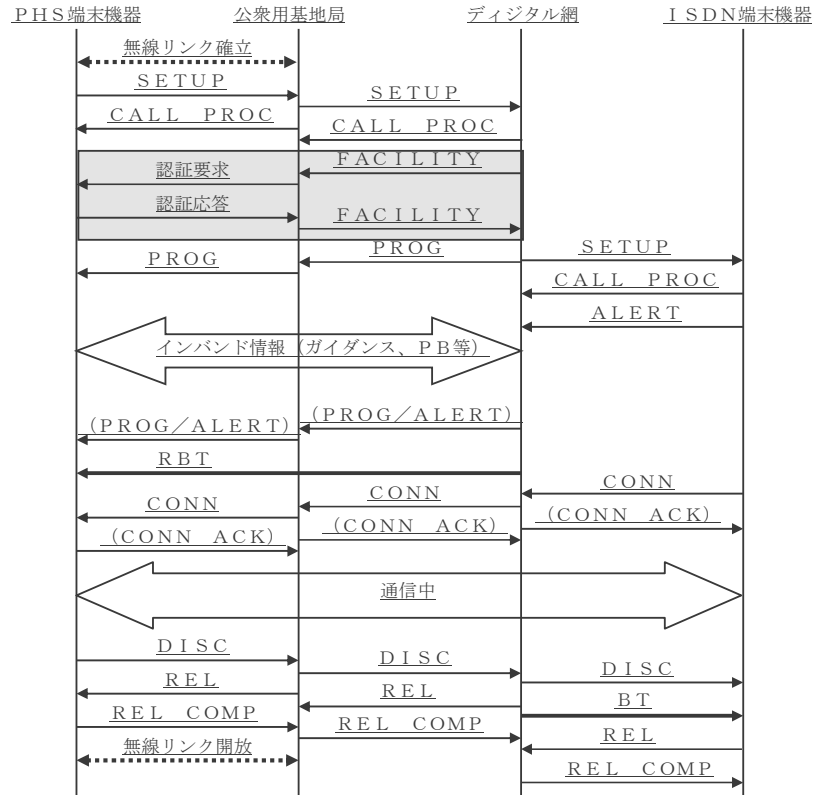 PHS端末機器 公衆用基地局 ディジタル網 ISDN端末機器
無線リンク確立
SETUP
SETUP
CALL PROC
CALL PROC
FACILITY
認証要求
認証応答
FACILITY
PROG
SETUP
PROG
CALL PROC
ALERT
インバンド情報(ガイダンス、PB等)
(PROG/ALERT)
(PROG/ALERT)
RBT
CONN
CONN
CONN
(CONN ACK)
(CONN ACK)
(CONN ACK)
通信中
DISC
DISC
DISC
REL
REL
BT
REL COMP
REL COMP
REL
無線リンク開放
REL COMP